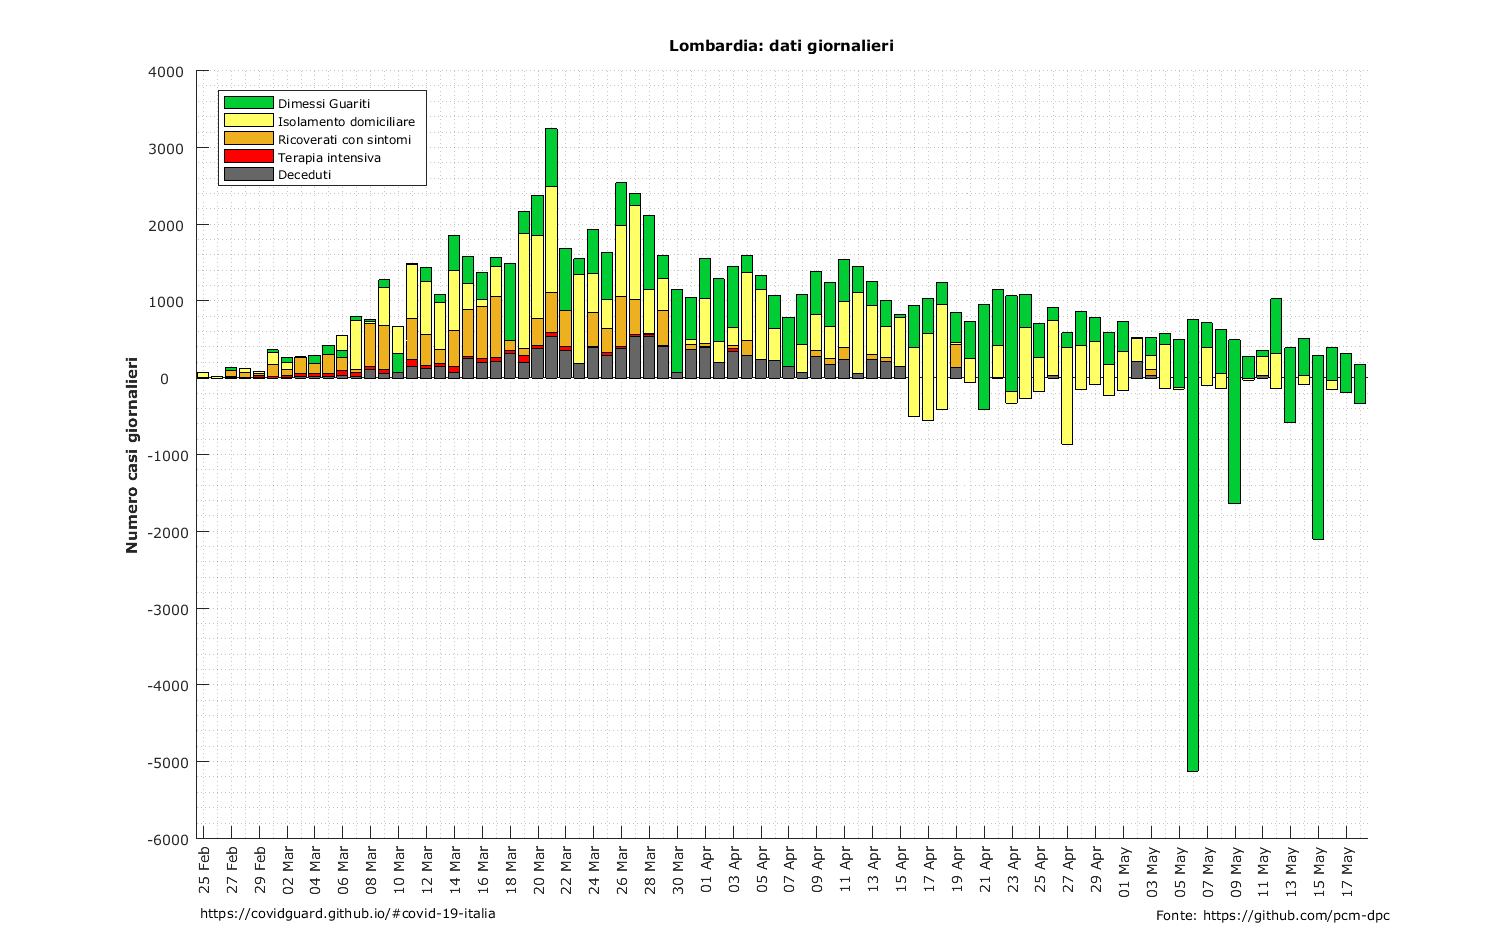 Lombardia: dati giornalieri
4000
3000
2000
1000
0
-1000
-2000
-3000
-4000
-5000
-6000
Numero casi giornalieri
Dimessi Guariti
Isolamento domiciliare
Ricoverati con sintomi
Terapia intensiva
Deceduti
25 Feb
27 Feb
29 Feb
02 Mar
04 Mar
06 Mar
08 Mar
10 Mar
12 Mar
14 Mar
16 Mar
18 Mar
20 Mar
22 Mar
24 Mar
26 Mar
28 Mar
30 Mar
01 Apr
03 Apr
05 Apr
07 Apr
09 Apr
11 Apr
13 Apr
15 Apr
17 Apr
19 Apr
21 Apr
23 Apr
25 Apr
27 Apr
29 Apr
01 May
03 May
05 May
07 May
09 May
11 May
13 May
15 May
17 May
https://covidguard.github.io/#covid-19-italia
Fonte: https://github.com/pcm-dpc